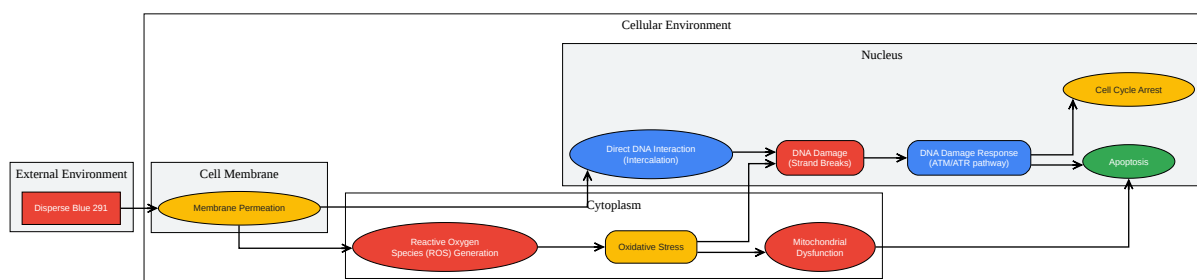 Cellular Environment
Nucleus
Cell Cycle Arrest
Direct DNA Interaction
(Intercalation)
DNA Damage
(Strand Breaks)
DNA Damage Response
(ATM/ATR pathway)
Apoptosis
External Environment
Disperse Blue 291
Cell Membrane
Membrane Permeation
Cytoplasm
Reactive Oxygen
Species (ROS) Generation
Oxidative Stress
Mitochondrial
Dysfunction